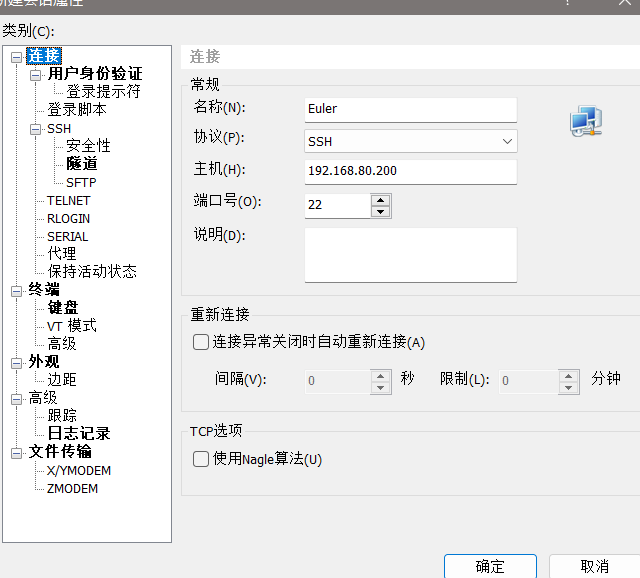 类别(C):
连接
用户身份验证
登录提示符
登录脚本
SSH
安全性
隧道
SFTP
TELNET
RLOGIN
SERIAL
代理
保持活动状态
终端
键盘
VT 模式
高级
外观
边距
高级
跟踪
日志记录
文件传输
X/YMODEM
ZMODEM
连接
常规
名称(N):
Euler
协议(P):
SSH
主机(H):
192.168.80.200
端口号(O):
22
说明(D):
重新连接
连接异常关闭时自动重新连接(A)
间隔(V): 0 秒 限制(L): 0 分钟
TCP选项
使用Nagle算法(U)
确定 取消